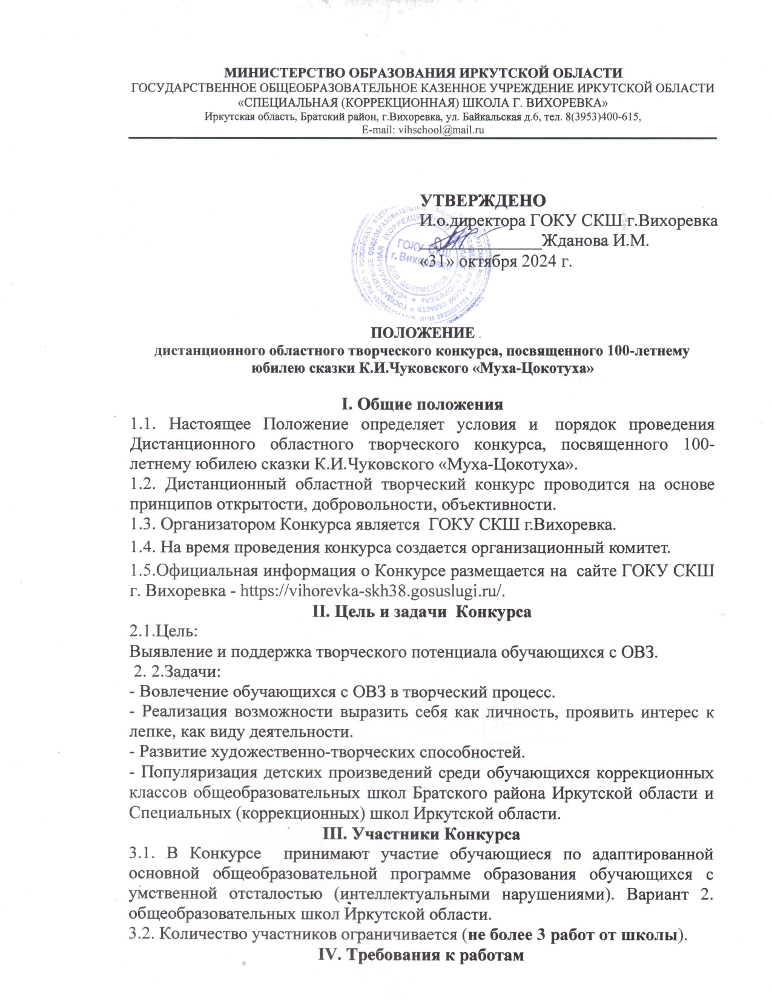 МИНИСТЕРСТВО ОБРАЗОВАНИЯ ИРКУТСКОЙ ОБЛАСТИ
ГОСУДАРСТВЕННОЕ ОБЩЕОБРАЗОВАТЕЛЬНОЕ КАЗЕННОЕ УЧРЕЖДЕНИЕ ИРКУТСКОЙ ОБЛАСТИ
«СПЕЦИАЛЬНАЯ (КОРРЕКЦИОННАЯ) ШКОЛА Г. ВИХОРЕВКА»
Иркутская область, Братский район, г.Вихоревка, ул. Байкальская д.6, тел. 8(3953)400-615,
E-mail: vihschool@mail.ru
УТВЕРЖДЕНО
И.о.директора ГОКУ СКШ г.Вихоревка
______________Жданова И.М.
«31» октября 2024 г.
ГОКУ СКШ
г. Вихоревка
ДЛЯ ДОКУМЕНТОВ
ПОЛОЖЕНИЕ
дистанционного областного творческого конкурса, посвященного 100-летнему
юбилею сказки К.И.Чуковского «Муха-Цокотуха»
I. Общие положения
1.1. Настоящее Положение определяет условия и порядок проведения
Дистанционного областного творческого конкурса, посвященного 100-
летнему юбилею сказки К.И.Чуковского «Муха-Цокотуха».
1.2. Дистанционный областной творческий конкурс проводится на основе
принципов открытости, добровольности, объективности.
1.3. Организатором Конкурса является ГОКУ СКШ г.Вихоревка.
1.4. На время проведения конкурса создается организационный комитет.
1.5.Официальная информация о Конкурсе размещается на сайте ГОКУ СКШ
г. Вихоревка - https://vihorevka-skh38.gosuslugi.ru/.
II. Цель и задачи Конкурса
2.1.Цель:
Выявление и поддержка творческого потенциала обучающихся с ОВЗ.
2. 2.Задачи:
- Вовлечение обучающихся с ОВЗ в творческий процесс.
- Реализация возможности выразить себя как личность, проявить интерес к
лепке, как виду деятельности.
- Развитие художественно-творческих способностей.
- Популяризация детских произведений среди обучающихся коррекционных
классов общеобразовательных школ Братского района Иркутской области и
Специальных (коррекционных) школ Иркутской области.
III. Участники Конкурса
3.1. В Конкурсе принимают участие обучающиеся по адаптированной
основной общеобразовательной программе образования обучающихся с
умственной отсталостью (интеллектуальными нарушениями). Вариант 2.
общеобразовательных школ Иркутской области.
3.2. Количество участников ограничивается (не более 3 работ от школы).
IV. Требования к работам